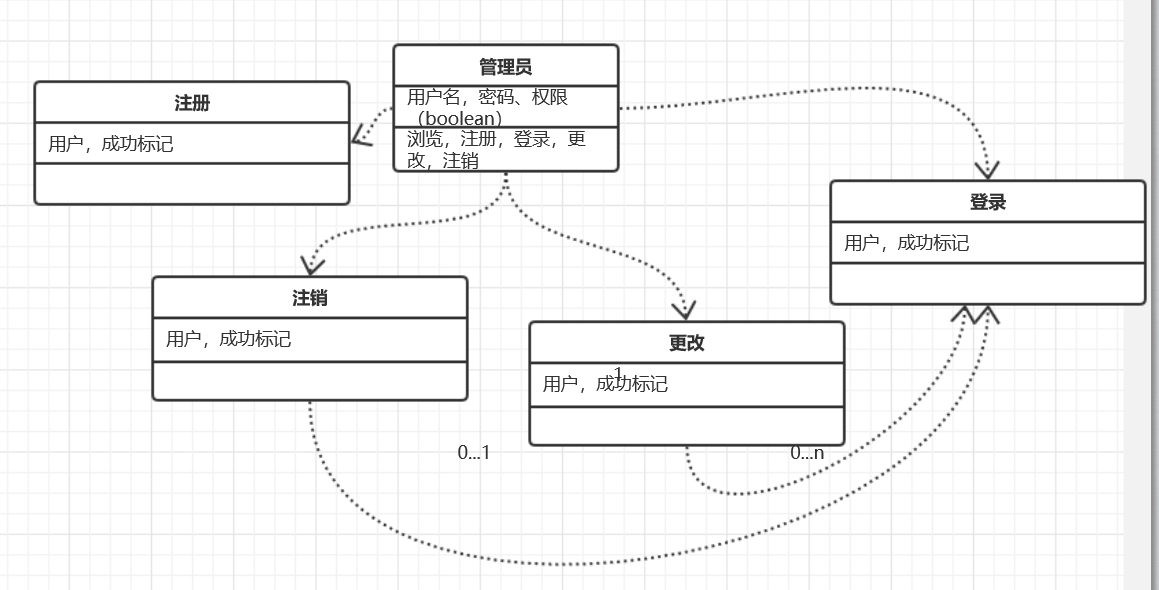 管理员
用户名，密码、权限
（boolean）
浏览，注册，登录，更
改，注销
注册
用户，成功标记
登录
用户，成功标记
注销
用户，成功标记
更改
1
用户，成功标记
0...1
0...n